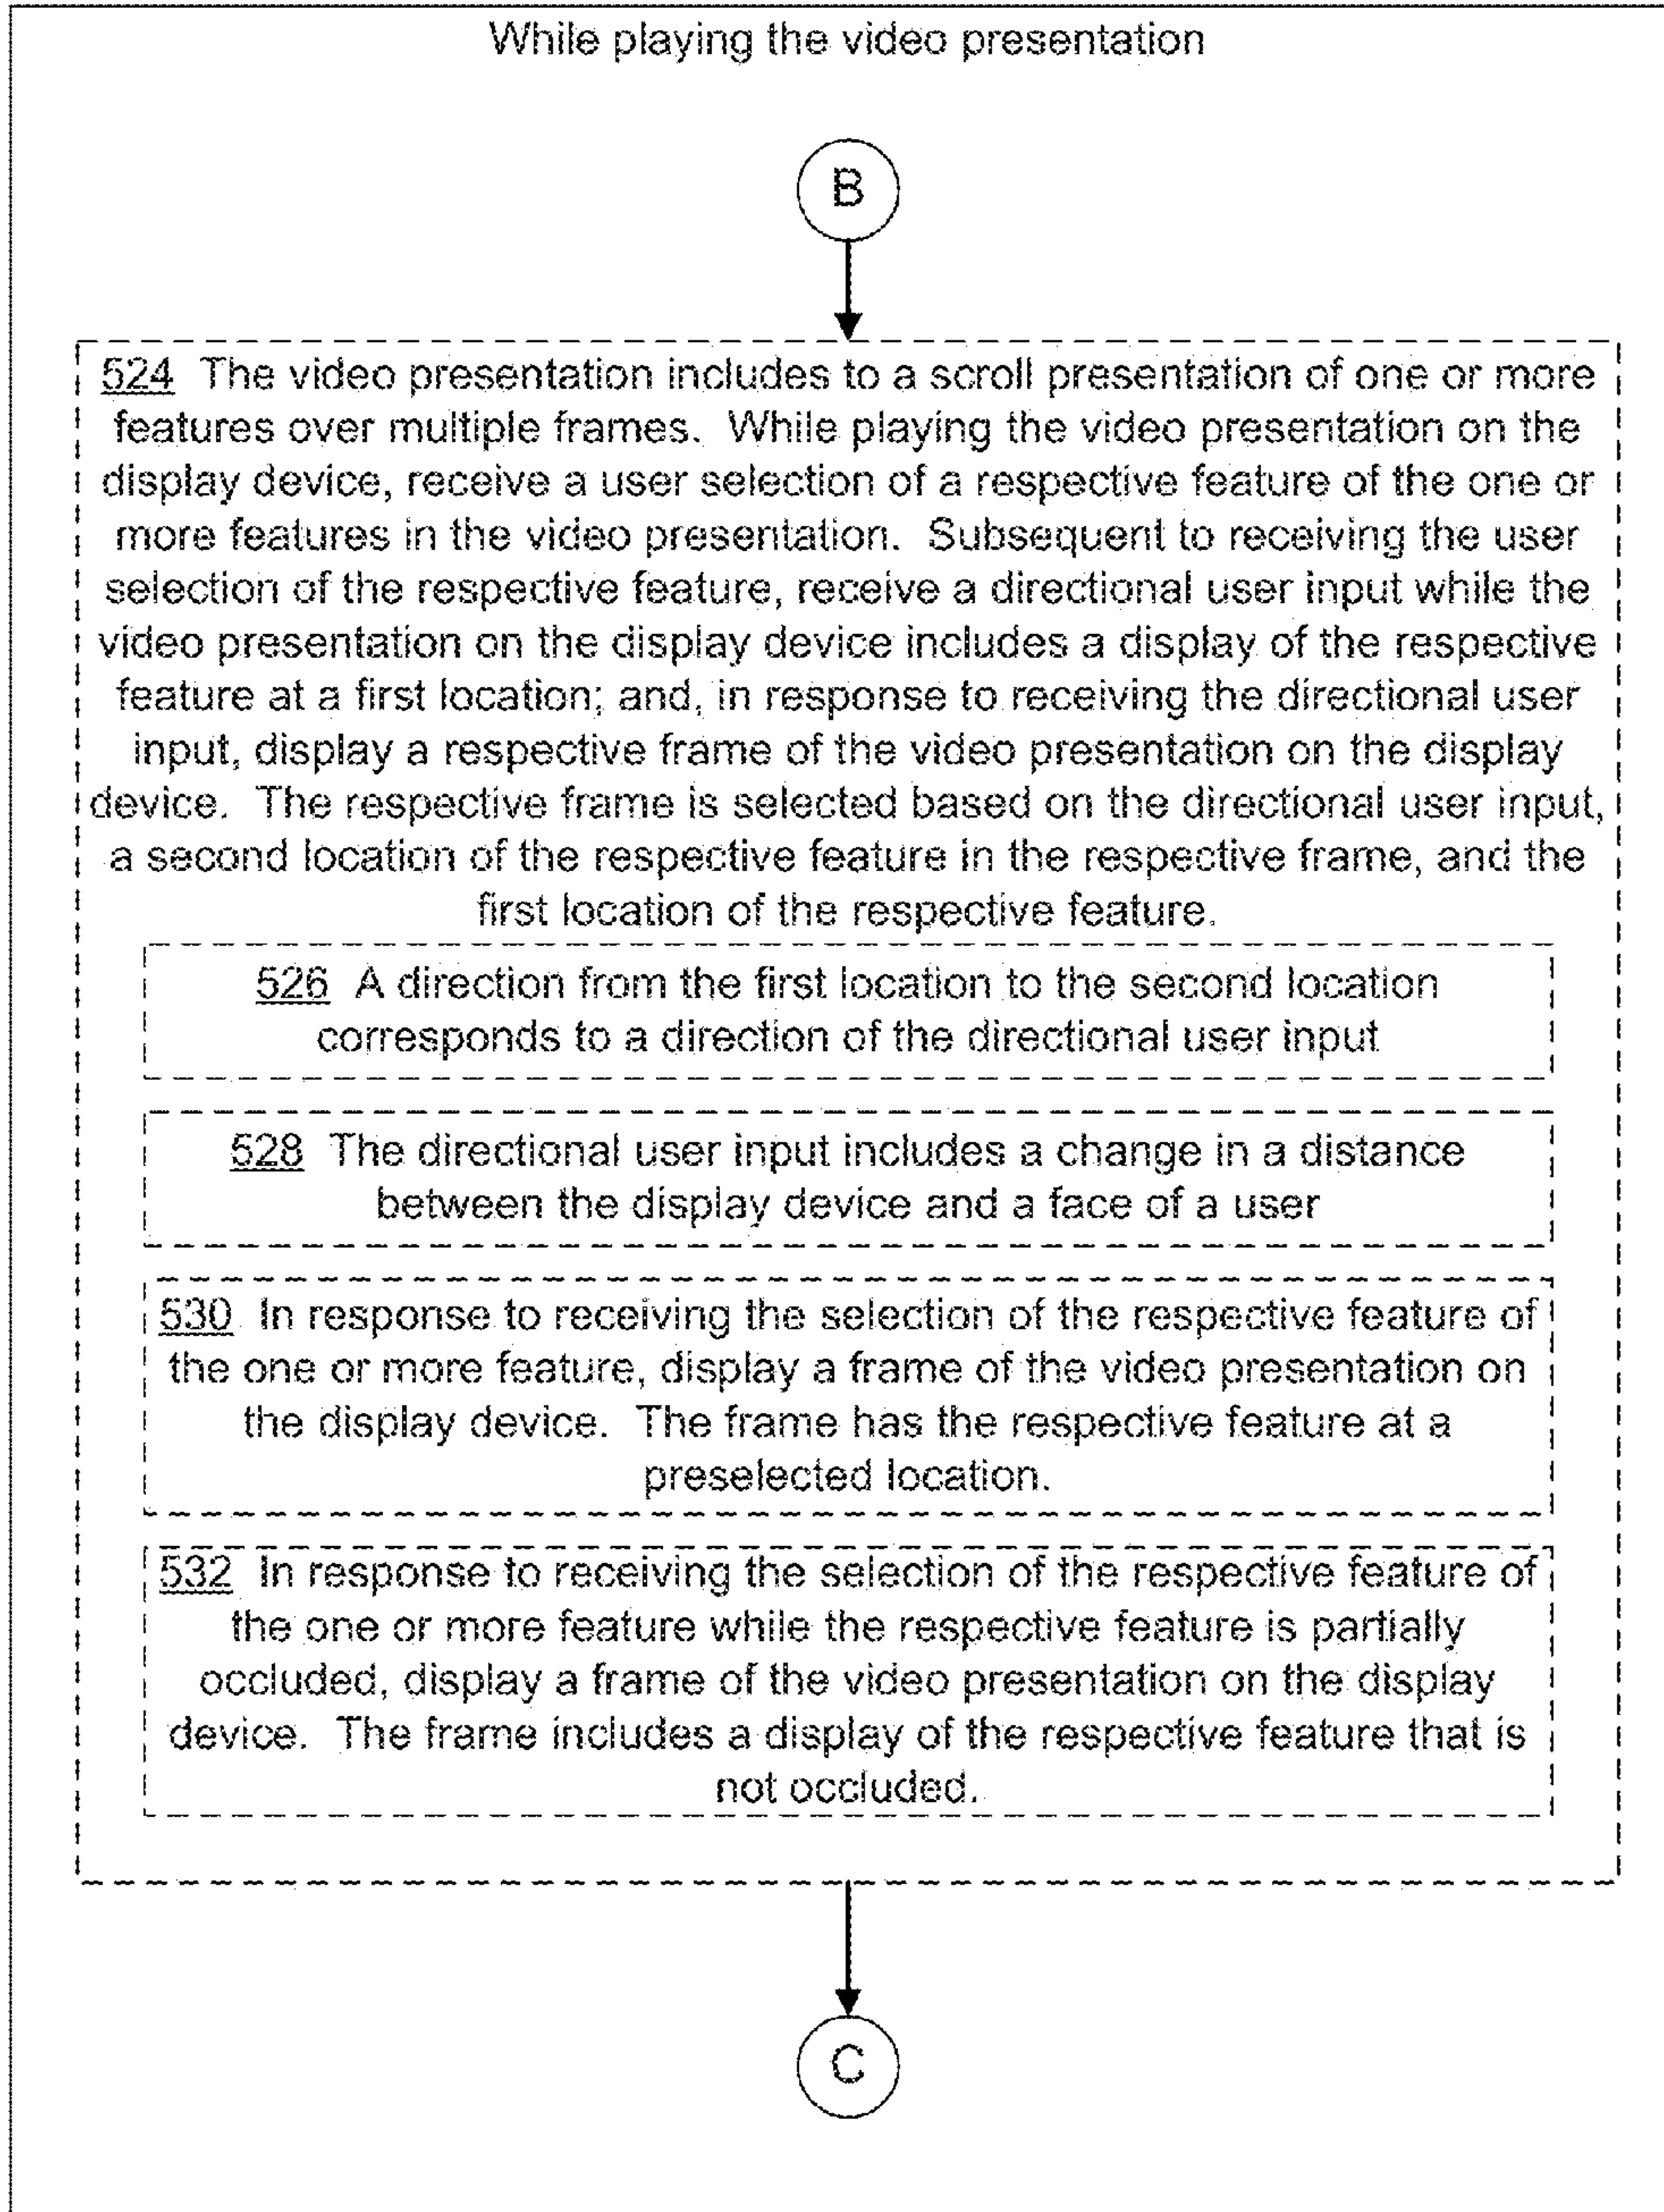 While playing the video presentation
B
524 The video presentation includes to a scroll presentation of one or more
features over multiple frames. While playing the video presentation on the
display device, receive a user selection of a respective feature of the one or
more features in the video presentation. Subsequent to receiving the user
selection of the respective feature, receive a directional user input while the
video presentation on the display device includes a display of the respective
feature at a first location; and, in response to receiving the directional user
input, display a respective frame of the video presentation on the display
device. The respective frame is selected based on the directional user input,
a second location of the respective feature in the respective frame, and the
first location of the respective feature.
526 A direction from the first location to the second location
corresponds to a direction of the directional user input
528 The directional user input includes a change in a distance
between the display device and a face of a user
530 In response to receiving the selection of the respective feature of
the one or more feature, display a frame of the video presentation on
the display device. The frame has the respective feature at a
preselected location.
532 In response to receiving the selection of the respective feature of
the one or more feature while the respective feature is partially
occluded, display a frame of the video presentation on the display
device. The frame includes a display of the respective feature that is
not occluded.
C